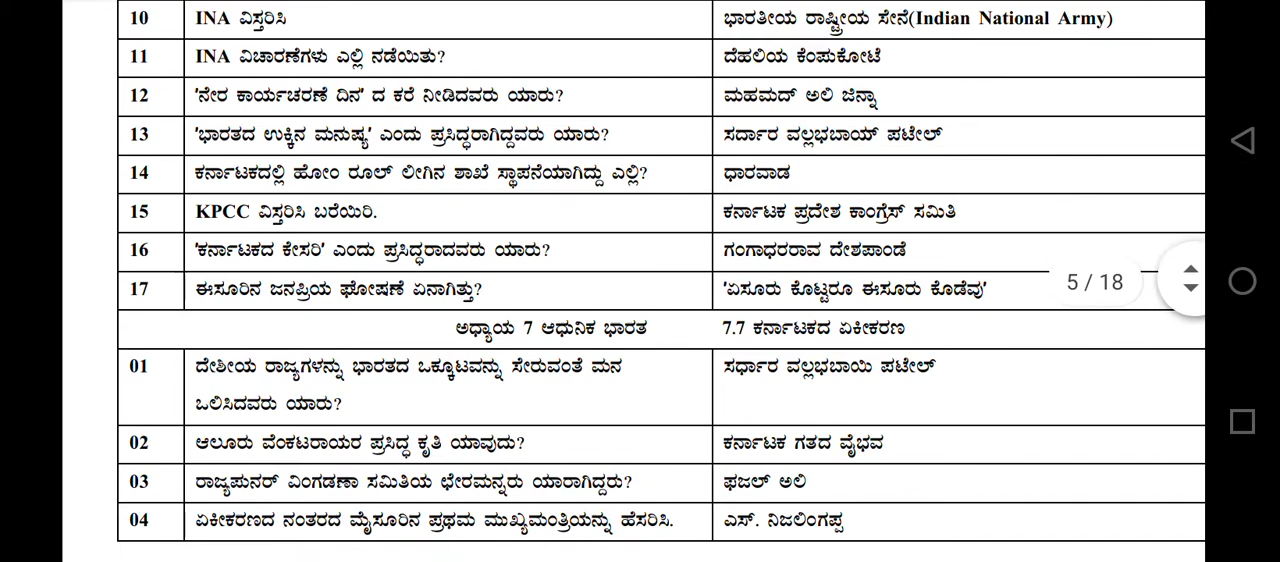 10 INA ವಿಸ್ತರಿಸಿ ಭಾರತೀಯ ರಾಷ್ಟ್ರೀಯ ಸೇನೆ(Indian National Army)
11 INA ವಿಚಾರಣೆಗಳು ಎಲ್ಲಿ ನಡೆಯಿತು? ದೆಹಲಿಯ ಕೆಂಪುಕೋಟೆ
12 'ನೇರ ಕಾರ್ಯಚರಣೆ ದಿನ' ದ ಕರೆ ನೀಡಿದವರು ಯಾರು? ಮಹಮದ್ ಅಲಿ ಜಿನ್ನಾ
13 'ಭಾರತದ ಉಕ್ಕಿನ ಮನುಷ್ಯ' ಎಂದು ಪ್ರಸಿದ್ಧರಾಗಿದ್ದವರು ಯಾರು? ಸರ್ದಾರ ವಲ್ಲಭಬಾಯ್ ಪಟೇಲ್
14 ಕರ್ನಾಟಕದಲ್ಲಿ ಹೋಂ ರೂಲ್ ಲೀಗಿನ ಶಾಖೆ ಸ್ಥಾಪನೆಯಾಗಿದ್ದು ಎಲ್ಲಿ? ಧಾರವಾಡ
15 KPCC ವಿಸ್ತರಿಸಿ ಬರೆಯಿರಿ. ಕರ್ನಾಟಕ ಪ್ರದೇಶ ಕಾಂಗ್ರೆಸ್ ಸಮಿತಿ
16 'ಕರ್ನಾಟಕದ ಕೇಸರಿ' ಎಂದು ಪ್ರಸಿದ್ಧರಾದವರು ಯಾರು? ಗಂಗಾಧರರಾವ ದೇಶಪಾಂಡೆ
5 / 18
17 ಈಸೂರಿನ ಜನಪ್ರಿಯ ಘೋಷಣೆ ಏನಾಗಿತ್ತು? 'ಏಸೂರು ಕೊಟ್ಟರೂ ಈಸೂರು ಕೊಡೆವು'
ಅಧ್ಯಾಯ 7 ಆಧುನಿಕ ಭಾರತ 7.7 ಕರ್ನಾಟಕದ ಏಕೀಕರಣ
01 ದೇಶೀಯ ರಾಜ್ಯಗಳನ್ನು ಭಾರತದ ಒಕ್ಕೂಟವನ್ನು ಸೇರುವಂತೆ ಮನ ಸರ್ಧಾರ ವಲ್ಲಭಬಾಯಿ ಪಟೇಲ್
ಒಲಿಸಿದವರು ಯಾರು?
02 ಆಲೂರು ವೆಂಕಟರಾಯರ ಪ್ರಸಿದ್ಧ ಕೃತಿ ಯಾವುದು? ಕರ್ನಾಟಕ ಗತದ ವೈಭವ
03 ರಾಜ್ಯಪುನರ್ ವಿಂಗಡಣಾ ಸಮಿತಿಯ ಛೇರಮನ್ನರು ಯಾರಾಗಿದ್ದರು? ಫಜಲ್ ಅಲಿ
04 ಏಕೀಕರಣದ ನಂತರದ ಮೈಸೂರಿನ ಪ್ರಥಮ ಮುಖ್ಯಮಂತ್ರಿಯನ್ನು ಹೆಸರಿಸಿ. ಎಸ್. ನಿಜಲಿಂಗಪ್ಪ